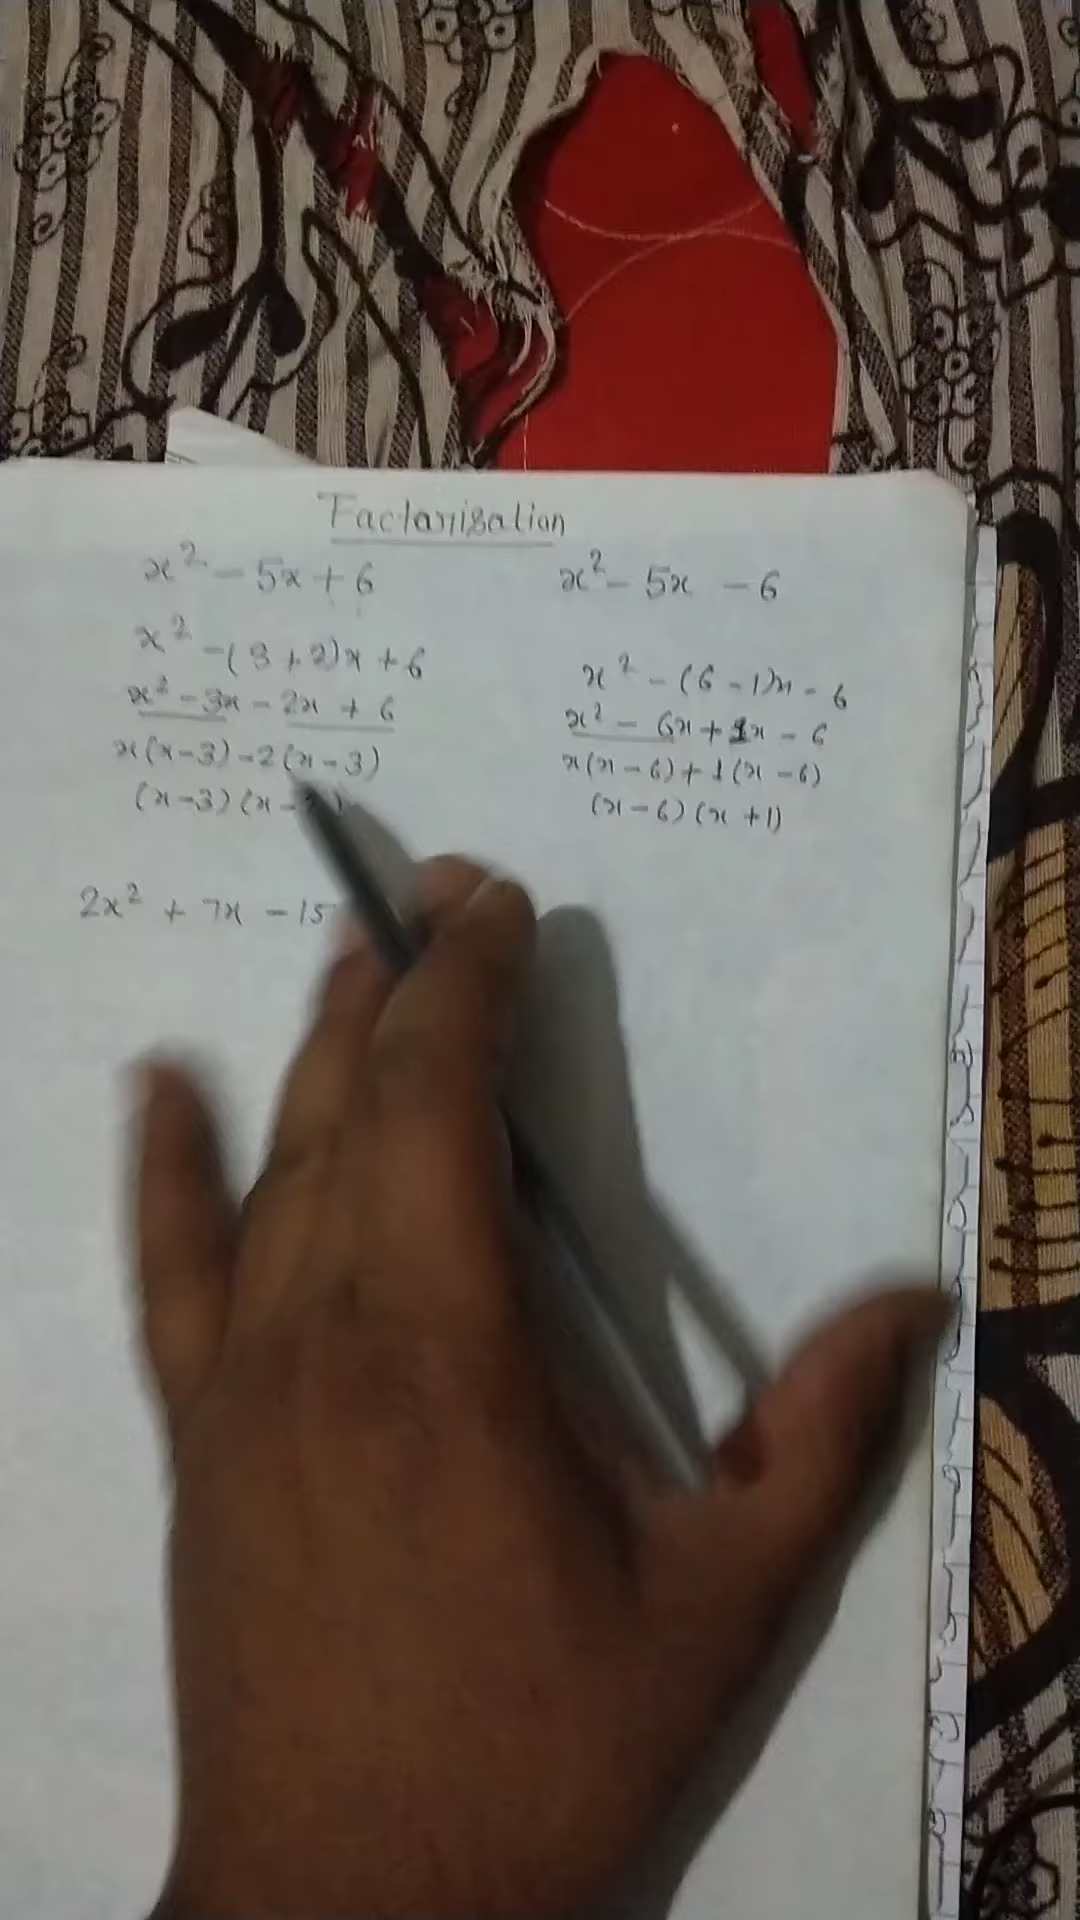 Factorisation
x² - 5x + 6
x² - (3 + 2)x + 6
x² - 3x - 2x + 6
x(x - 3) - 2(x - 3)
(x - 3) (x -
x² - 5x - 6
x² - (6 - 1)x - 6
x² - 6x + 1x - 6
x(x - 6) + 1(x - 6)
(x - 6) (x + 1)
2x² + 7x - 15